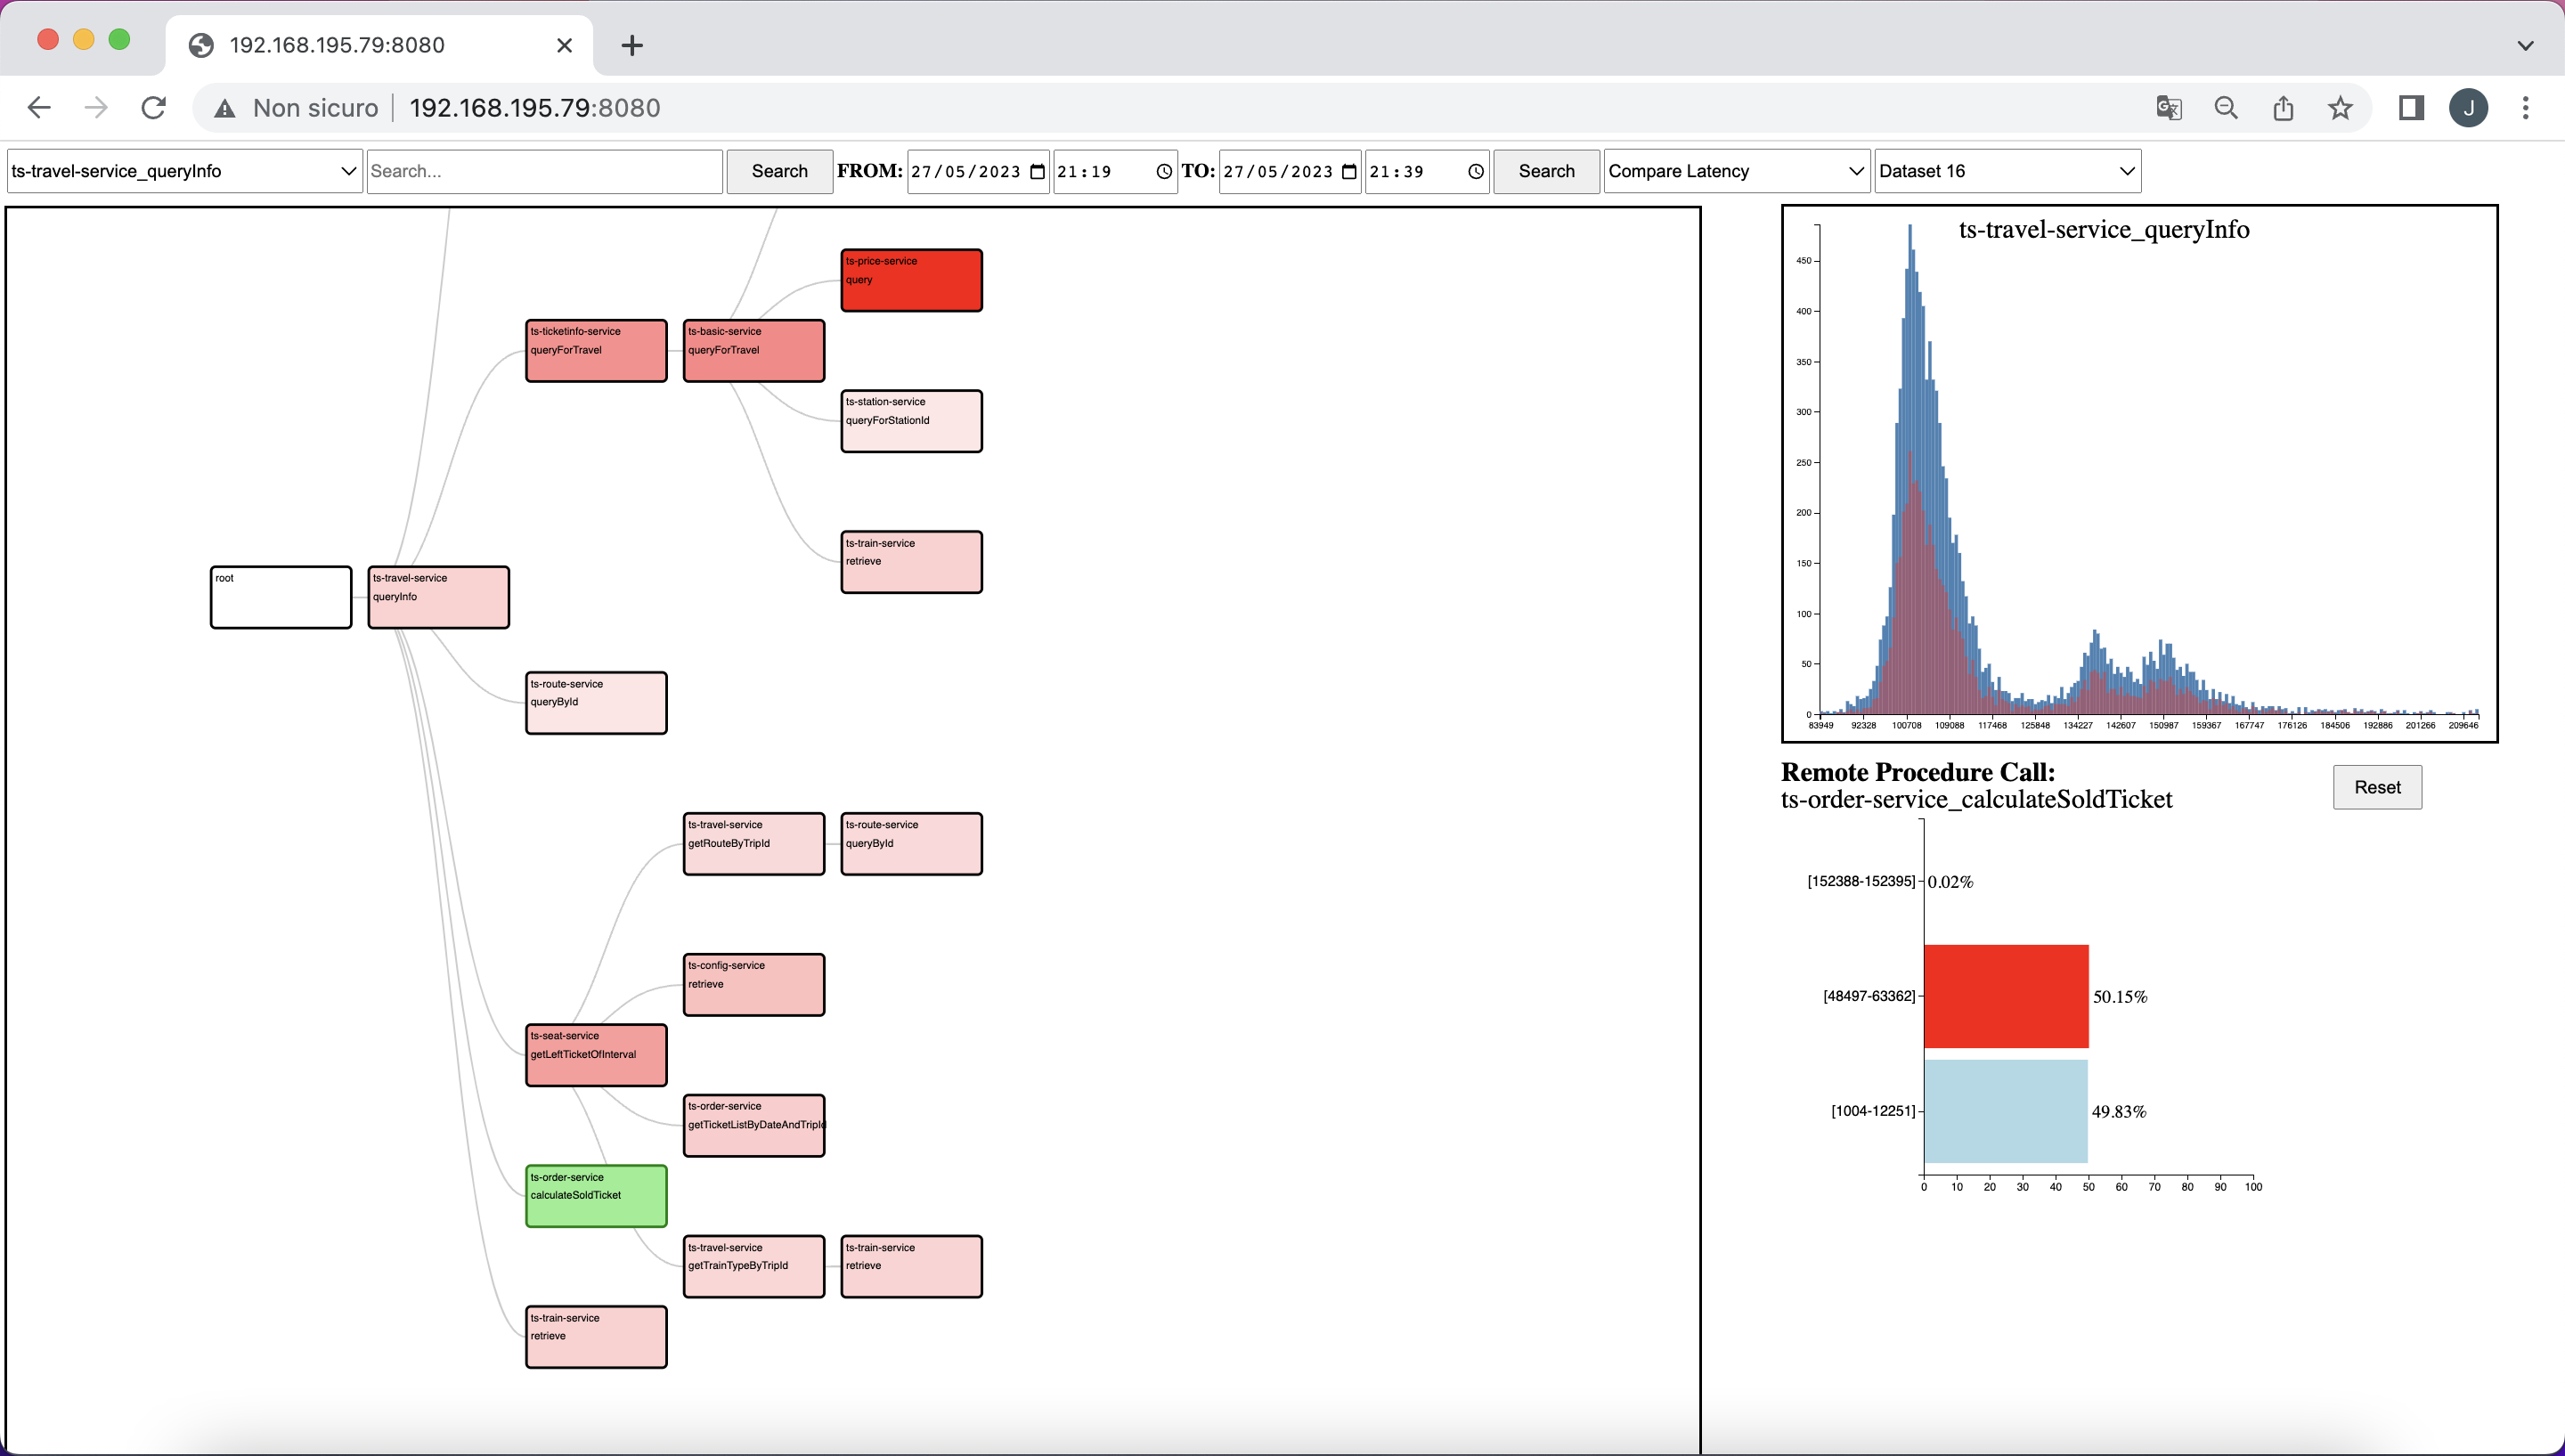 192.168.195.79:8080
Non sicuro
192.168.195.79:8080
J
ts-travel-service_queryInfo
Search...
Search
FROM: 27/05/2023 21:19 TO: 27/05/2023 21:39
Search
Compare Latency
Dataset 16
ts-price-service
query
ts-ticketinfo-service
queryForTravel
ts-basic-service
queryForTravel
ts-station-service
queryForStationId
ts-train-service
retrieve
root
ts-travel-service
queryInfo
ts-route-service
queryById
ts-travel-service
getRouteByTripId
ts-route-service
queryById
ts-config-service
retrieve
ts-seat-service
getLeftTicketOfInterval
ts-order-service
getTicketListByDateAndTripId
ts-order-service
calculateSoldTicket
ts-travel-service
getTrainTypeByTripId
ts-train-service
retrieve
ts-train-service
retrieve
ts-travel-service_queryInfo
450
400
350
300
250
200
150
100
50
0
83949 92328 100708 109088 117468 125848 134227 142607 150987 159367 167747 176126 184506 192886 201266 209646
Remote Procedure Call:
ts-order-service_calculateSoldTicket
Reset
[152388-152395] 0.02%
[48497-63362] 50.15%
[1004-12251] 49.83%
0 10 20 30 40 50 60 70 80 90 100